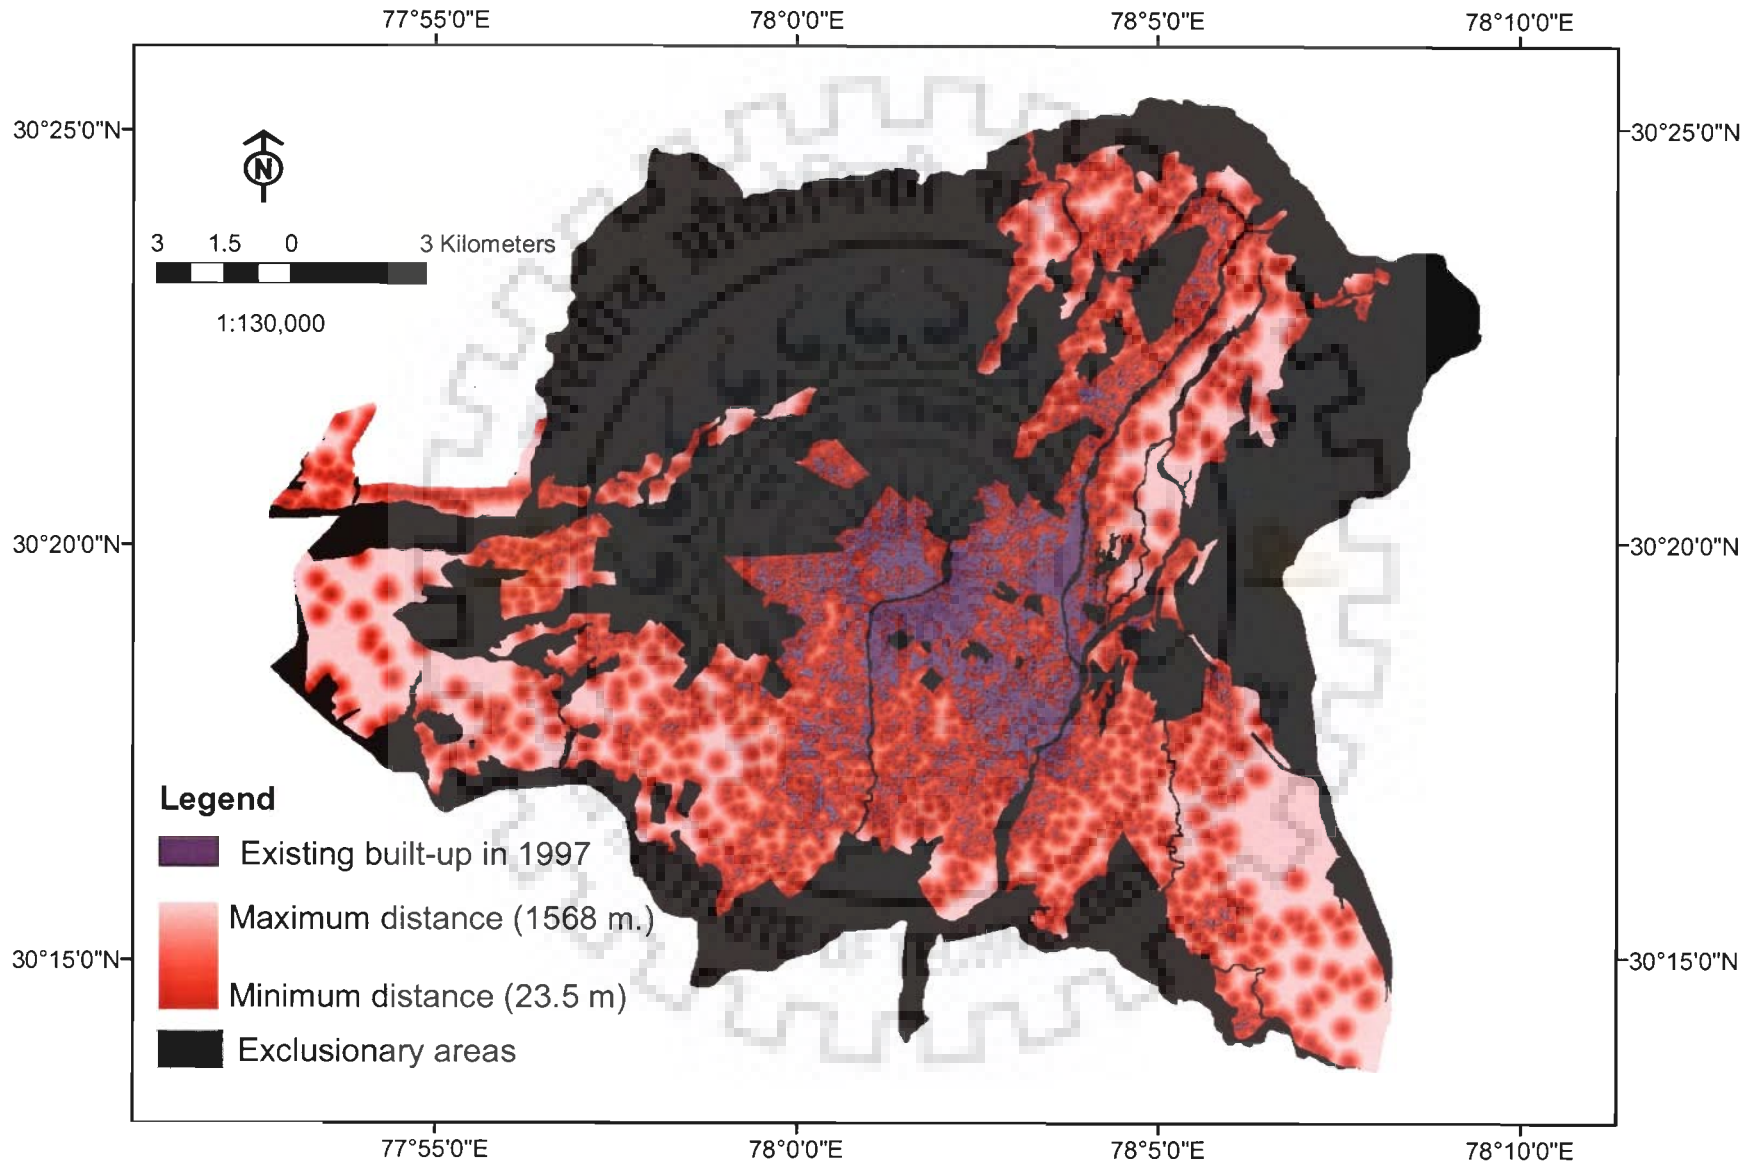 77°55'0"E 78°0'0"E 78°5'0"E 78°10'0"E
30°25'0"N 30°25'0"N
N
3 1.5 0 3 Kilometers
1:130,000
30°20'0"N 30°20'0"N
Legend
Existing built-up in 1997
Maximum distance (1568 m.)
Minimum distance (23.5 m)
Exclusionary areas
30°15'0"N 30°15'0"N
77°55'0"E 78°0'0"E 78°5'0"E 78°10'0"E